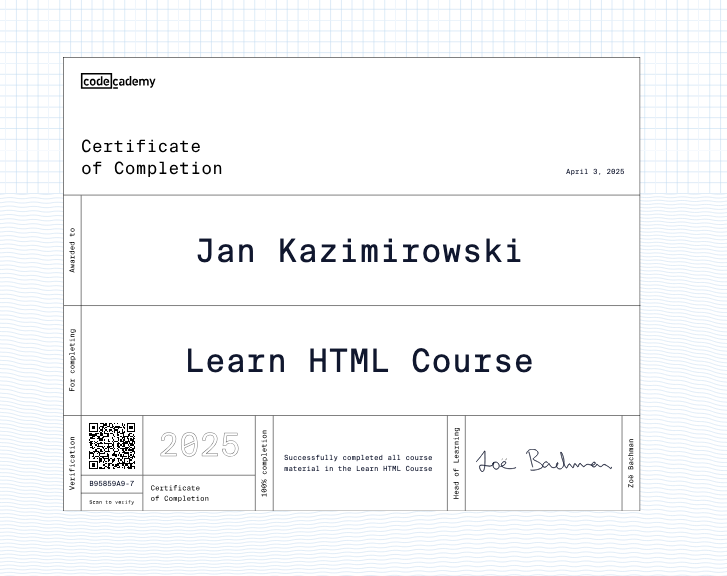 codecademy
Certificate
of Completion
April 3, 2025
Awarded to
Jan Kazimirowski
For completing
Learn HTML Course
Verification
B95859A9-7
Scan to verify
2025
Certificate
of Completion
100% completion
Successfully completed all course
material in the Learn HTML Course
Head of Learning
Zoë Bachman
Zoë Bachman